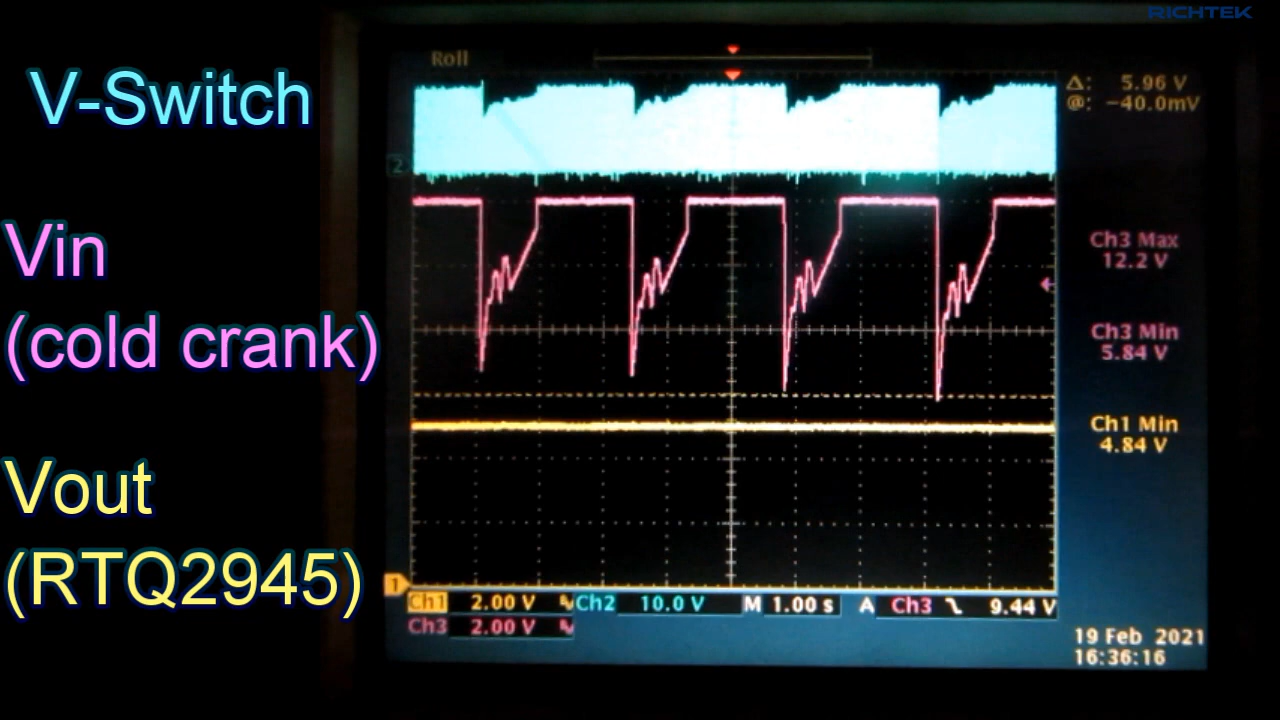 RICHTEK
V-Switch
Vin
(cold crank)
Vout
(RTQ2945)
Roll
Δ: 5.96 V
@: -40.0mV
2
Ch3 Max
12.2 V
Ch3 Min
5.84 V
Ch1 Min
4.84 V
1
Ch1 2.00 V Ch2 10.0 V M 1.00 s A Ch3 9.44 V
Ch3 2.00 V
19 Feb 2021
16:36:16